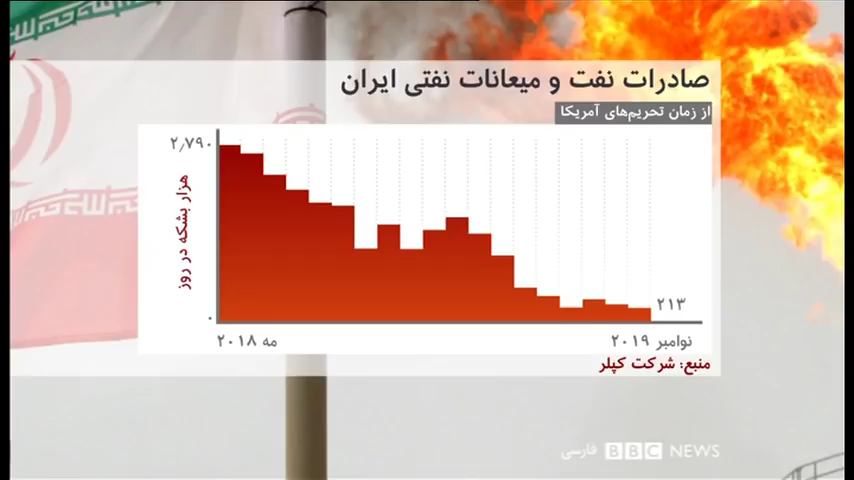 صادرات نفت و میعانات نفتی ایران
از زمان تحریم‌های آمریکا
۲٫۷۹۰
هزار بشکه در روز
۰
۲۱۳
مه ۲۰۱۸
نوامبر ۲۰۱۹
منبع: شرکت کپلر
BBC NEWS فارسی